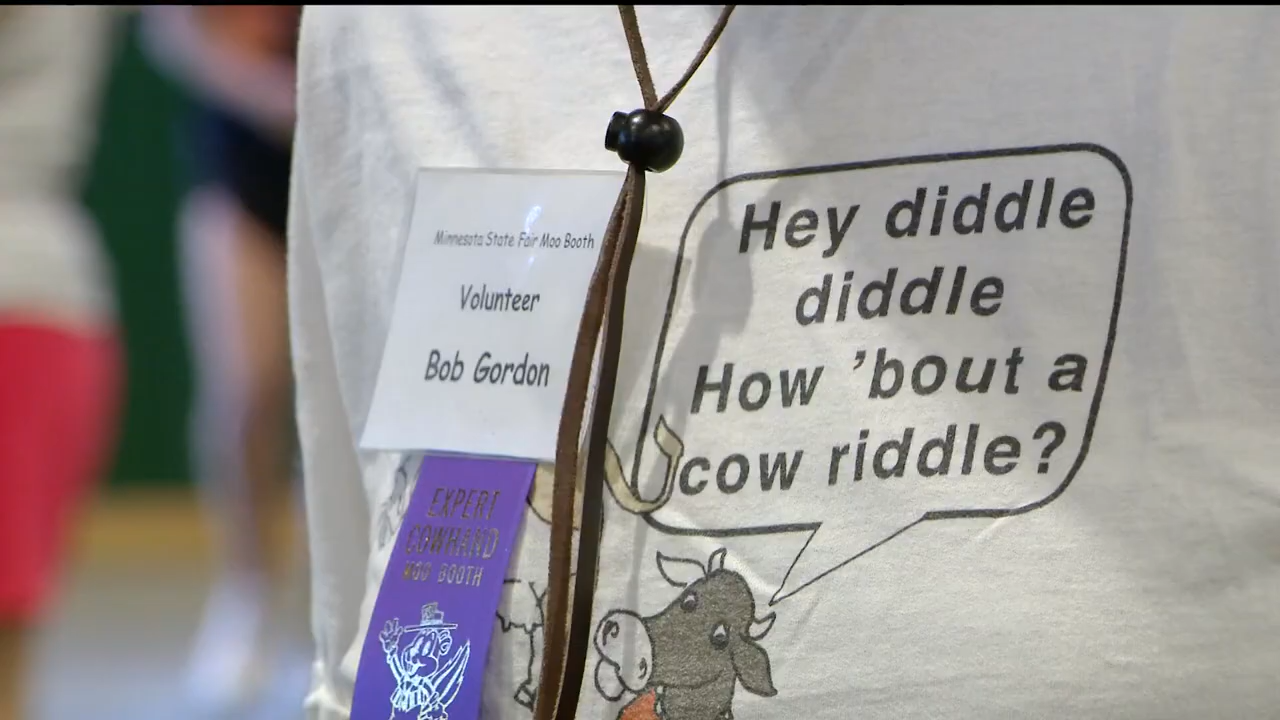 Minnesota State Fair Moo Booth
Volunteer
Bob Gordon
EXPERT
COWHAND
MOO BOOTH
Hey diddle
diddle
How 'bout a
cow riddle?